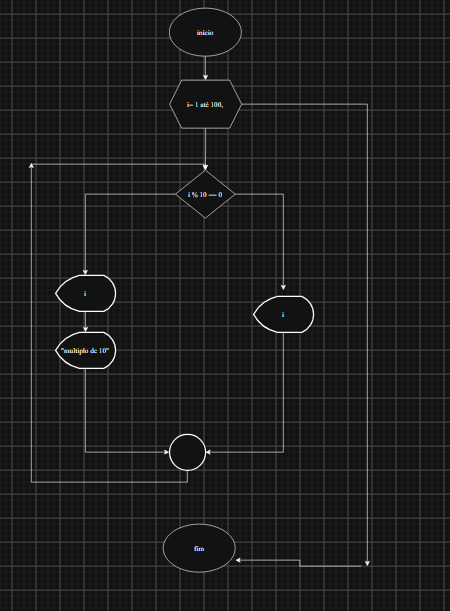 inicio
i= 1 até 100,
i % 10 == 0
i
i
"multiplo de 10"
fim